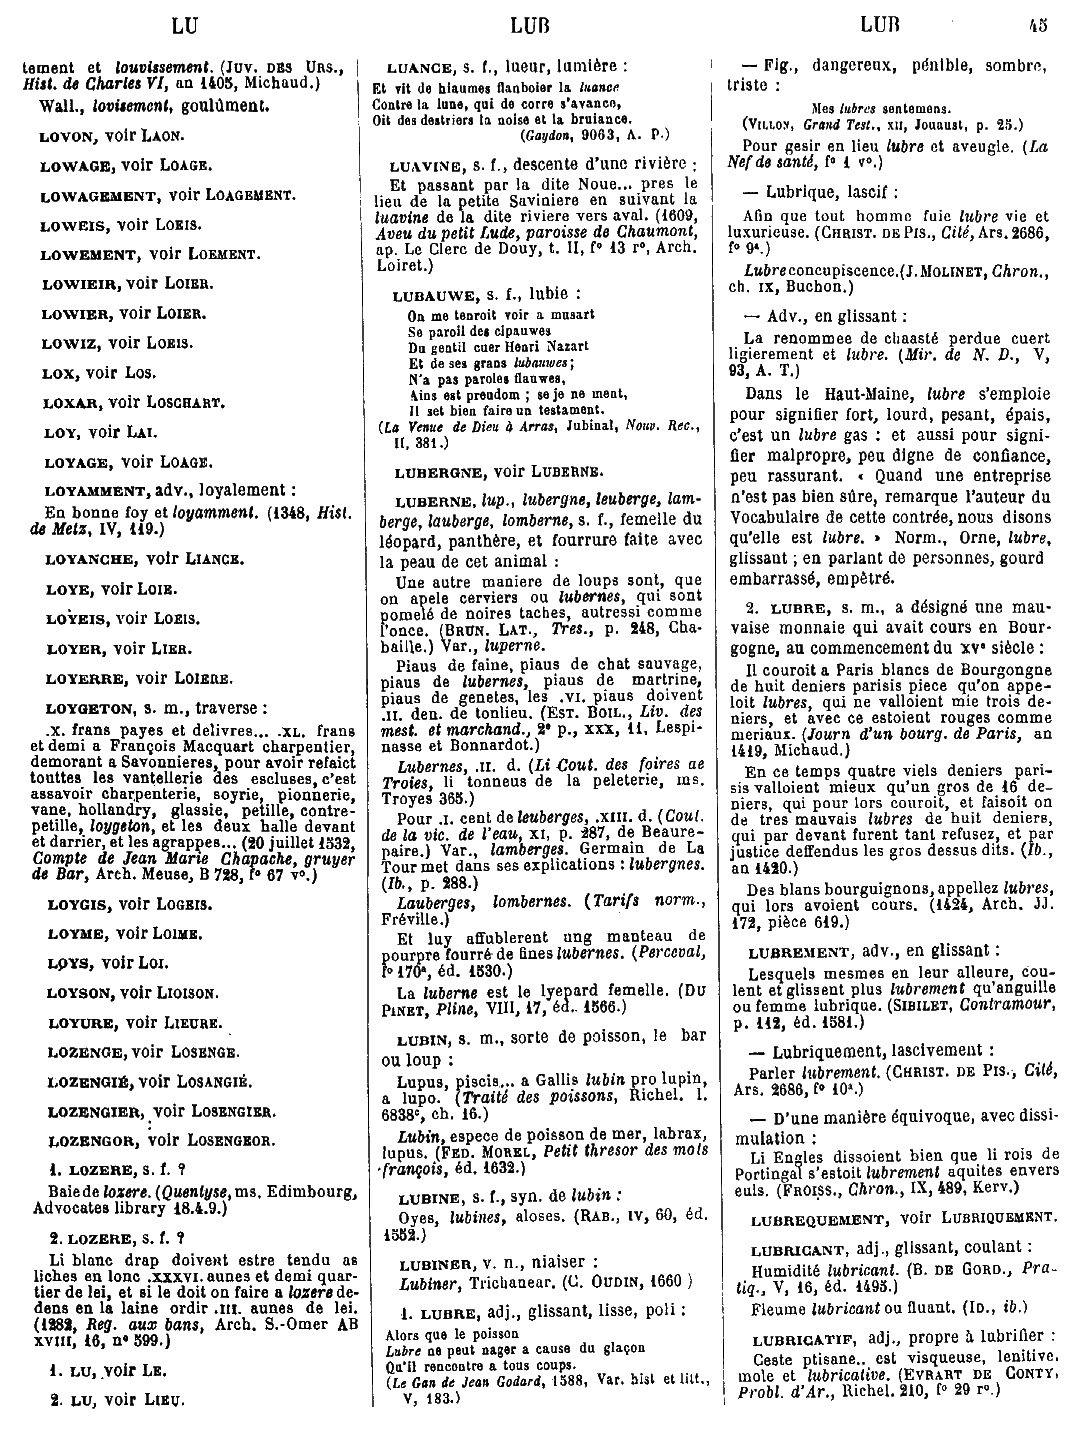 LU
LUB
LUB
45
tement et louvissement. (JUV. DES URS.,
Hist. de Charles VI, an 1405, Michaud.)
Wall., lovisement, goulûment.
LOVON, voir LAON.
LOWAGE, voir LOAGE.
LOWAGEMENT, voir LOAGEMENT.
LOWEIS, voir LOEIS.
LOWEMENT, voir LOEMENT.
LOWIEIR, voir LOIER.
LOWIER, voir LOIER.
LOWIZ, voir LOEIS.
LOX, voir LOS.
LOXAR, voir LOSCHART.
LOY, voir LAI.
LOYAGE, voir LOAGE.
LOYAMMENT, adv., loyalement :
En bonne foy et loyamment. (1348, Hist.
de Metz, IV, 119.)
LOYANCHE, voir LIANCE.
LOYE, voir LOIE.
LOYEIS, voir LOEIS.
LOYER, voir LIER.
LOYERRE, voir LOIERE.
LOYGETON, s. m., traverse :
.X. frans payes et delivres... .XL. frans
et demi a François Macquart charpentier,
demorant a Savonnieres, pour avoir refaict
touttes les vantellerie des escluses, c'est
assavoir charpenterie, soyrie, pionnerie,
vane, hollandry, glassie, petille, contre-
petille, loygeton, et les deux halle devant
et darrier, et les agrappes... (20 juillet 1532,
Compte de Jean Marie Chapache, gruyer
de Bar, Arch. Meuse, B 728, f° 67 v°.)
LOYGIS, voir LOGEIS.
LOYME, voir LOIME.
LOYS, voir LOI.
LOYSON, voir LIOISON.
LOYURE, voir LIEURE.
LOZENGE, voir LOSENGE.
LOZENGIÉ, voir LOSANGIÉ.
LOZENGIER, voir LOSENGIER.
LOZENGOR, voir LOSENGEOR.
1. LOZERE, s. f. ?
Baie de lozere. (Quenlyse, ms. Edimbourg,
Advocates library 18.4.9.)
2. LOZERE, s. f. ?
Li blanc drap doivent estre tendu as
liches en lonc .XXXVI. aunes et demi quar-
tier de lei, et si le doit on faire a lozere de-
dens en la laine ordir .III. aunes de lei.
(1282, Reg. aux bans, Arch. S.-Omer AB
XVIII, 16, n° 599.)
1. LU, voir LE.
2. LU, voir LIEU.
LUANCE, s. f., lueur, lumière :
Et vit de hiaumes flanboier la luance
Contre la lune, qui de corre s'avance,
Oit des destriers la noise et la bruiance.
(Gaydon, 9063, A. P.)
LUAVINE, s. f., descente d'une rivière :
Et passant par la dite Noue... pres le
lieu de la petite Saviniere en suivant la
luavine de la dite riviere vers aval. (1609,
Aveu du petit Lude, paroisse de Chaumont,
ap. Le Clerc de Douy, t. II, f° 13 r°, Arch.
Loiret.)
LUBAUWE, s. f., lubie :
On me tenroit voir a musart
Se paroil des cipauwes
Du gentil cuer Henri Nazart
Et de ses grans lubauwes ;
N'a pas paroles flauwes,
Ains est preudom ; se je ne ment,
Il set bien faire un testament.
(La Venue de Dieu à Arras, Jubinal, Nouv. Rec.,
II, 381.)
LUBERGNE, voir LUBERNE.
LUBERNE, lup., lubergne, leuberge, lam-
berge, lauberge, lomberne, s. f., femelle du
léopard, panthère, et fourrure faite avec
la peau de cet animal :
Une autre maniere de loups sont, que
on apele cerviers ou lubernes, qui sont
pomelé de noires taches, autressi comme
l'once. (BRUN. LAT., Tres., p. 248, Cha-
baille.) Var., luperne.
Piaus de faine, piaus de chat sauvage,
piaus de lubernes, piaus de martrine,
piaus de genetes, les .VI. piaus doivent
.II. den. de tonlieu. (EST. BOIL., Liv. des
mest. et marchand., 2e p., XXX, 11, Lespi-
nasse et Bonnardot.)
Lubernes, .II. d. (Li Cout. des foires ae
Troies, li tonneus de la peleterie, ms.
Troyes 365.)
Pour .I. cent de leuberges, .XIII. d. (Cout.
de la vic. de l'eau, XI, p. 287, de Beaure-
paire.) Var., lamberges. Germain de La
Tour met dans ses explications : lubergnes.
(Ib., p. 288.)
Lauberges, lombernes. (Tarifs norm.,
Fréville.)
Et luy affublerent ung manteau de
pourpre fourré de fines lubernes. (Perceval,
f° 170a, éd. 1530.)
La luberne est le lyepard femelle. (DU
PINET, Pline, VIII, 17, éd.. 1566.)
LUBIN, s. m., sorte de poisson, le bar
ou loup :
Lupus, piscis... a Gallis lubin pro lupin,
a lupo. (Traité des poissons, Richel. l.
6838c, ch. 16.)
Lubin, espece de poisson de mer, labrax,
lupus. (FED. MOREL, Petit thresor des mots
françois, éd. 1632.)
LUBINE, s. f., syn. de lubin :
Oyes, lubines, aloses. (RAB., IV, 60, éd.
1552.)
LUBINER, v. n., niaiser :
Lubiner, Trichanear. (C. OUDIN, 1660 )
1. LUBRE, adj., glissant, lisse, poli :
Alors que le poisson
Lubre ne peut nager a cause du glaçon
Qu'il rencontre a tous coups.
(Le Gan de Jean Godard, 1588, Var. hist et litt.,
V, 183.)
— Fig., dangereux, pénible, sombre,
triste :
Mes lubres sentemens.
(VILLON, Grand Test., XII, Jouaust, p. 25.)
Pour gesir en lieu lubre et aveugle. (La
Nef de santé, f° 1 v°.)
— Lubrique, lascif :
Afin que tout homme fuie lubre vie et
luxurieuse. (CHRIST. DE PIS., Cité, Ars. 2686,
f° 9a.)
Lubre concupiscence. (J. MOLINET, Chron.,
ch. IX, Buchon.)
— Adv., en glissant :
La renommee de chaasté perdue cuert
ligierement et lubre. (Mir. de N. D., V,
93, A. T.)
Dans le Haut-Maine, lubre s'emploie
pour signifier fort, lourd, pesant, épais,
c'est un lubre gas : et aussi pour signi-
fier malpropre, peu digne de confiance,
peu rassurant. « Quand une entreprise
n'est pas bien sûre, remarque l'auteur du
Vocabulaire de cette contrée, nous disons
qu'elle est lubre. » Norm., Orne, lubre,
glissant ; en parlant de personnes, gourd
embarrassé, empêtré.
2. LUBRE, s. m., a désigné une mau-
vaise monnaie qui avait cours en Bour-
gogne, au commencement du XVe siècle :
Il couroit a Paris blancs de Bourgongne
de huit deniers parisis piece qu'on appe-
loit lubres, qui ne valloient mie trois de-
niers, et avec ce estoient rouges comme
meriaux. (Journ d'un bourg. de Paris, an
1419, Michaud.)
En ce temps quatre viels deniers pari-
sis valloient mieux qu'un gros de 16 de-
niers, qui pour lors couroit, et faisoit on
de tres mauvais lubres de huit deniers,
qui par devant furent tant refusez, et par
justice deffendus les gros dessus dits. (Ib.,
an 1420.)
Des blans bourguignons, appellez lubres,
qui lors avoient cours. (1424, Arch. JJ.
172, pièce 619.)
LUBREMENT, adv., en glissant :
Lesquels mesmes en leur alleure, cou-
lent et glissent plus lubrement qu'anguille
ou femme lubrique. (SIBILET, Contramour,
p. 112, éd. 1581.)
— Lubriquement, lascivement :
Parler lubrement. (CHRIST. DE PIS., Cité,
Ars. 2686, f° 10a.)
— D'une manière équivoque, avec dissi-
mulation :
Li Engles dissoient bien que li rois de
Portingal s'estoit lubrement aquites envers
euls. (FROISS., Chron., IX, 489, Kerv.)
LUBREQUEMENT, voir LUBRIQUEMENT.
LUBRICANT, adj., glissant, coulant :
Humidité lubricant. (B. DE GORD., Pra-
tiq., V, 16, éd. 1495.)
Fleume lubricant ou fluant. (ID., ib.)
LUBRICATIF, adj., propre à lubrifier :
Ceste ptisane.. est visqueuse, lenitive,
mole et lubricative. (EVRART DE CONTY,
Probl. d'Ar., Richel. 210, f° 29 r°.)